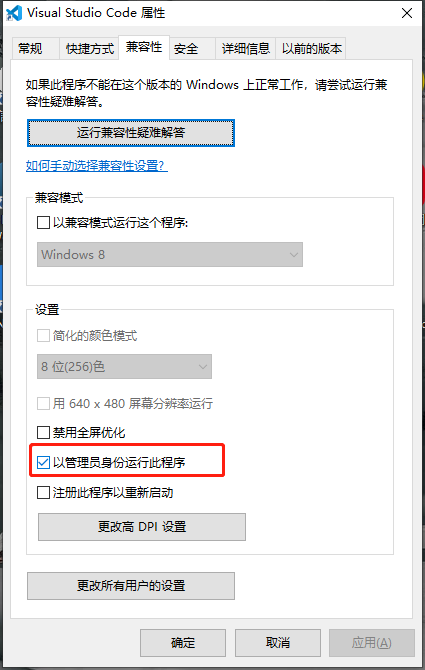 Visual Studio Code 属性
常规 快捷方式 兼容性 安全 详细信息 以前的版本
如果此程序不能在这个版本的 Windows 上正常工作，请尝试运行兼
容性疑难解答。
运行兼容性疑难解答
如何手动选择兼容性设置?
兼容模式
以兼容模式运行这个程序:
Windows 8
设置
简化的颜色模式
8 位(256)色
用 640 x 480 屏幕分辨率运行
禁用全屏优化
以管理员身份运行此程序
注册此程序以重新启动
更改高 DPI 设置
更改所有用户的设置
确定 取消 应用(A)